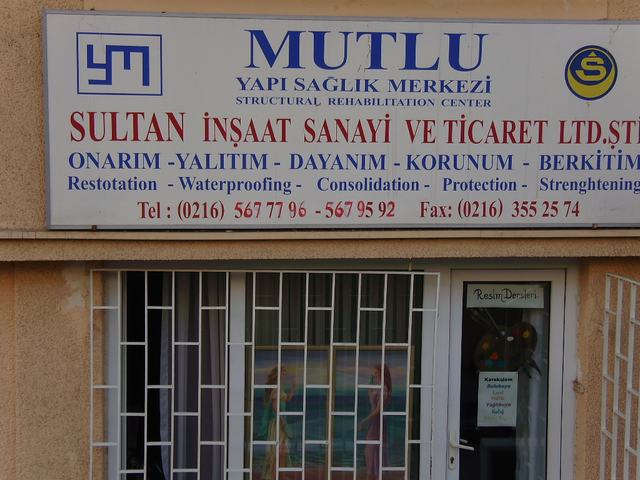 MUTLU
YAPI SAĞLIK MERKEZİ
STRUCTURAL REHABILITATION CENTER
SULTAN İNŞAAT SANAYİ VE TİCARET LTD.ŞTİ
ONARIM - YALITIM - DAYANIM - KORUNUM - BERKİTİM
Restotation - Waterproofing - Consolidation - Protection - Strenghtening
Tel : (0216) 567 77 96 - 567 95 92 Fax: (0216) 355 25 74
Resim Dersleri
Karakalem
Suluboya
Yağlıboya